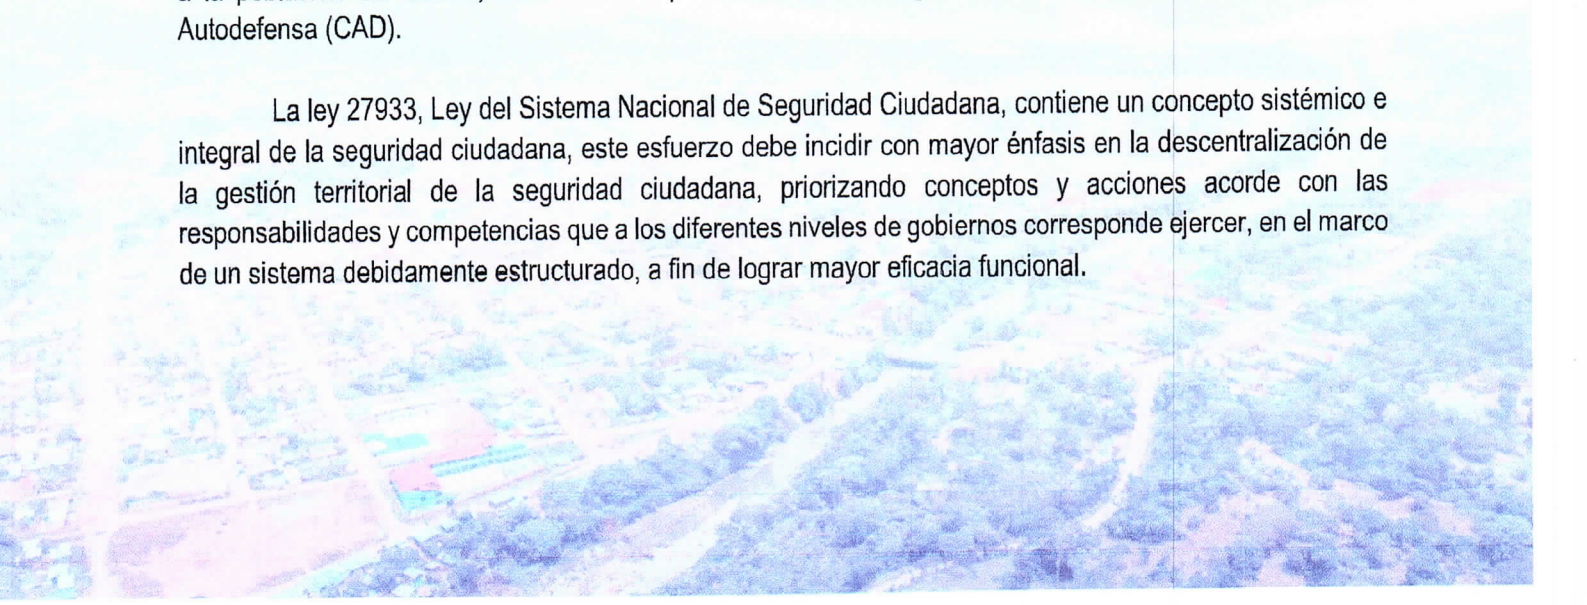 Autodefensa (CAD).
La ley 27933, Ley del Sistema Nacional de Seguridad Ciudadana, contiene un concepto sistémico e
integral de la seguridad ciudadana, este esfuerzo debe incidir con mayor énfasis en la descentralización de
la gestión territorial de la seguridad ciudadana, priorizando conceptos y acciones acorde con las
responsabilidades y competencias que a los diferentes niveles de gobiernos corresponde ejercer, en el marco
de un sistema debidamente estructurado, a fin de lograr mayor eficacia funcional.